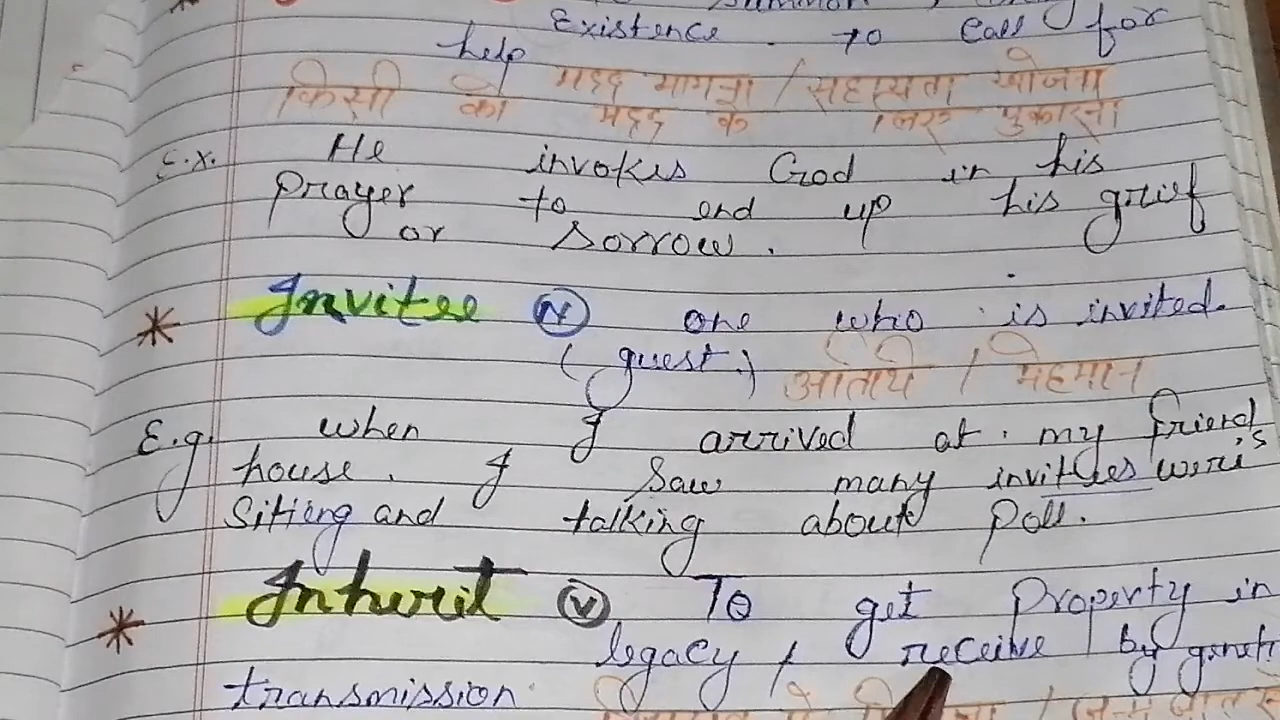 Existence. to call for
help
मदद मांगना / सहायता खोजना
किसी को मदद के लिए पुकारना
E.x. He invokes God in his
prayer to end up his grief
or sorrow.
* Invitee (N) one who is invited.
(guest) अतिथि / मेहमान
E.g. when I arrived at my friend's
house. I saw many invitees were
sitting and talking about poll.
* Inherit (V) To get property in
legacy / receive by
transmission